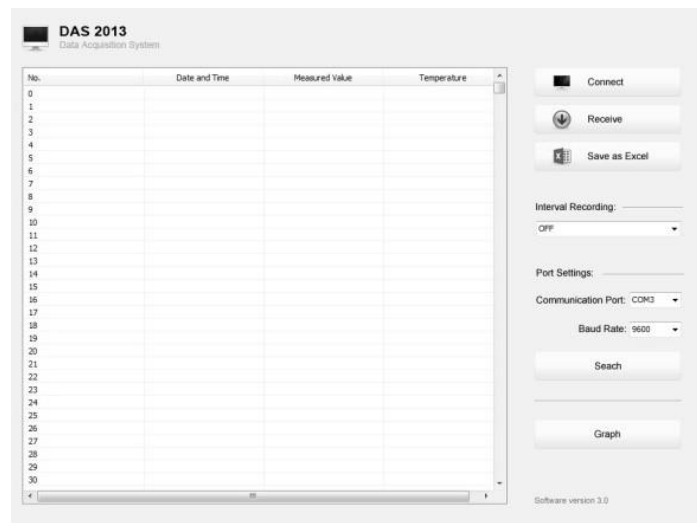 DAS 2013
Data Acquisition System
No. Date and Time Measured Value Temperature
0
1
2
3
4
5
6
7
8
9
10
11
12
13
14
15
16
17
18
19
20
21
22
23
24
25
26
27
28
29
30
Connect
Receive
Save as Excel
Interval Recording:
OFF
Port Settings:
Communication Port: COM3
Baud Rate: 9600
Seach
Graph
Software version 3.0